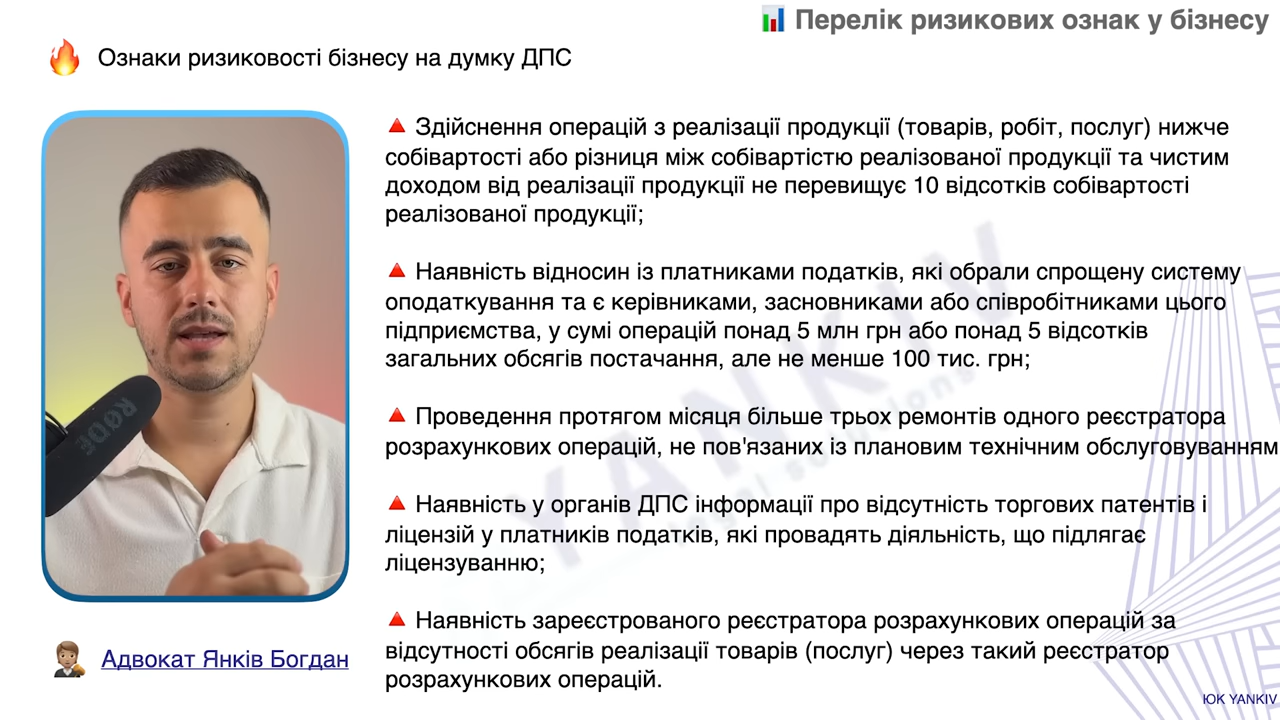 Перелік ризикових ознак у бізнесу
Ознаки ризиковості бізнесу на думку ДПС
Здійснення операцій з реалізації продукції (товарів, робіт, послуг) нижче
собівартості або різниця між собівартістю реалізованої продукції та чистим
доходом від реалізації продукції не перевищує 10 відсотків собівартості
реалізованої продукції;
Наявність відносин із платниками податків, які обрали спрощену систему
оподаткування та є керівниками, засновниками або співробітниками цього
підприємства, у сумі операцій понад 5 млн грн або понад 5 відсотків
загальних обсягів постачання, але не менше 100 тис. грн;
Проведення протягом місяця більше трьох ремонтів одного реєстратора
розрахункових операцій, не пов'язаних із плановим технічним обслуговуванням
Наявність у органів ДПС інформації про відсутність торгових патентів і
ліцензій у платників податків, які провадять діяльність, що підлягає
ліцензуванню;
Наявність зареєстрованого реєстратора розрахункових операцій за
відсутності обсягів реалізації товарів (послуг) через такий реєстратор
розрахункових операцій.
RØDE
Адвокат Янків Богдан
YANKIV
legal solutions
ЮК YANKIV